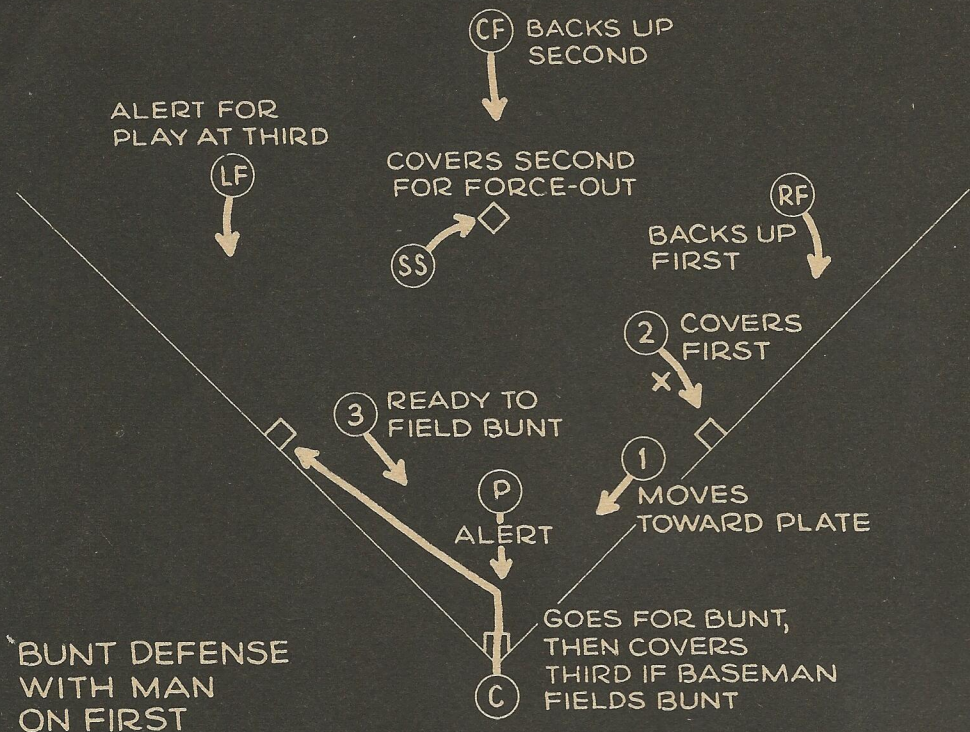 CF BACKS UP
SECOND
ALERT FOR
PLAY AT THIRD
LF
COVERS SECOND
FOR FORCE-OUT
SS
RF
BACKS UP
FIRST
2 COVERS
FIRST
X
3 READY TO
FIELD BUNT
1
MOVES
TOWARD PLATE
P
ALERT
GOES FOR BUNT,
THEN COVERS
THIRD IF BASEMAN
FIELDS BUNT
C
BUNT DEFENSE
WITH MAN
ON FIRST